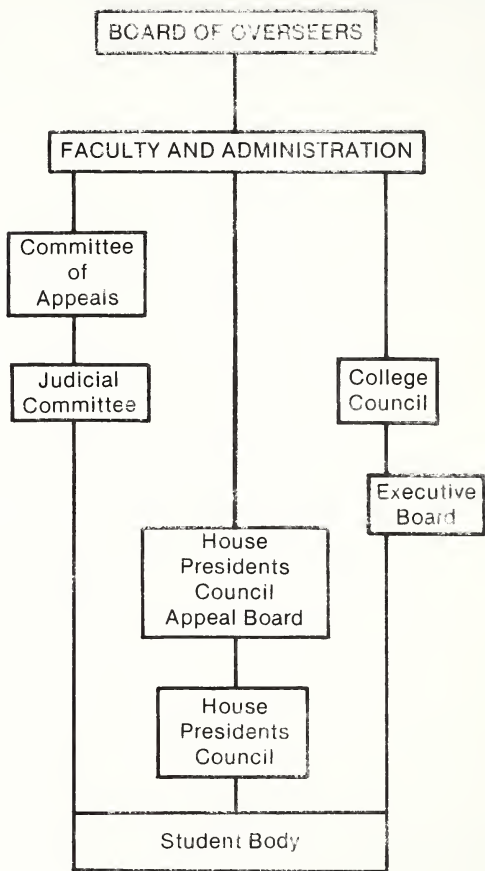 BOARD OF OVERSEERS
FACULTY AND ADMINISTRATION
Committee
of
Appeals
Judicial
Committee
College
Council
Executive
Board
House
Presidents
Council
Appeal Board
House
Presidents
Council
Student Body